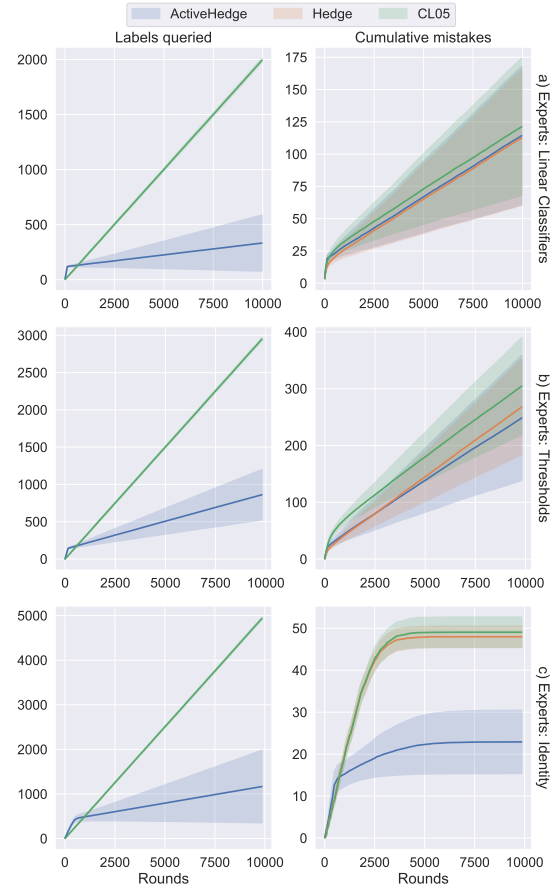 ActiveHedge Hedge CL05
Labels queried
Cumulative mistakes
2000
1500
1000
500
0
0 2500 5000 7500 10000
175
150
125
100
75
50
25
0
0 2500 5000 7500 10000
a) Experts: Linear Classifiers
3000
2500
2000
1500
1000
500
0
0 2500 5000 7500 10000
400
300
200
100
0
0 2500 5000 7500 10000
b) Experts: Thresholds
5000
4000
3000
2000
1000
0
0 2500 5000 7500 10000
Rounds
50
40
30
20
10
0
0 2500 5000 7500 10000
Rounds
c) Experts: Identity